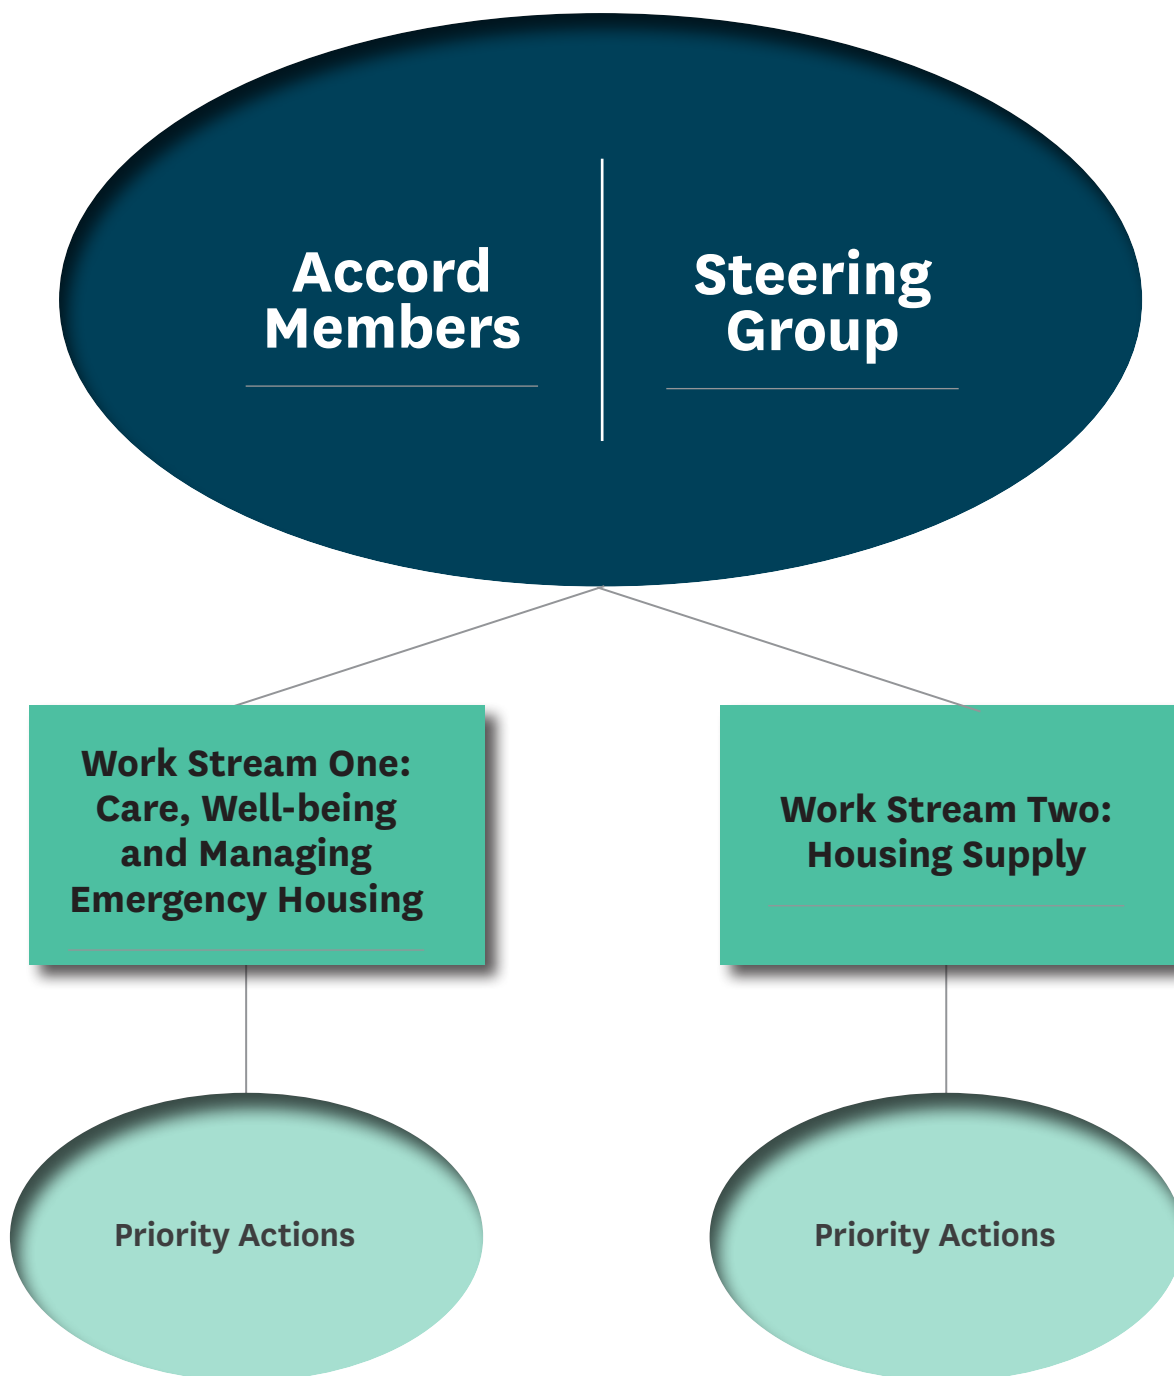 Accord
Members
Steering
Group
Work Stream One:
Care, Well-being
and Managing
Emergency Housing
Work Stream Two:
Housing Supply
Priority Actions
Priority Actions